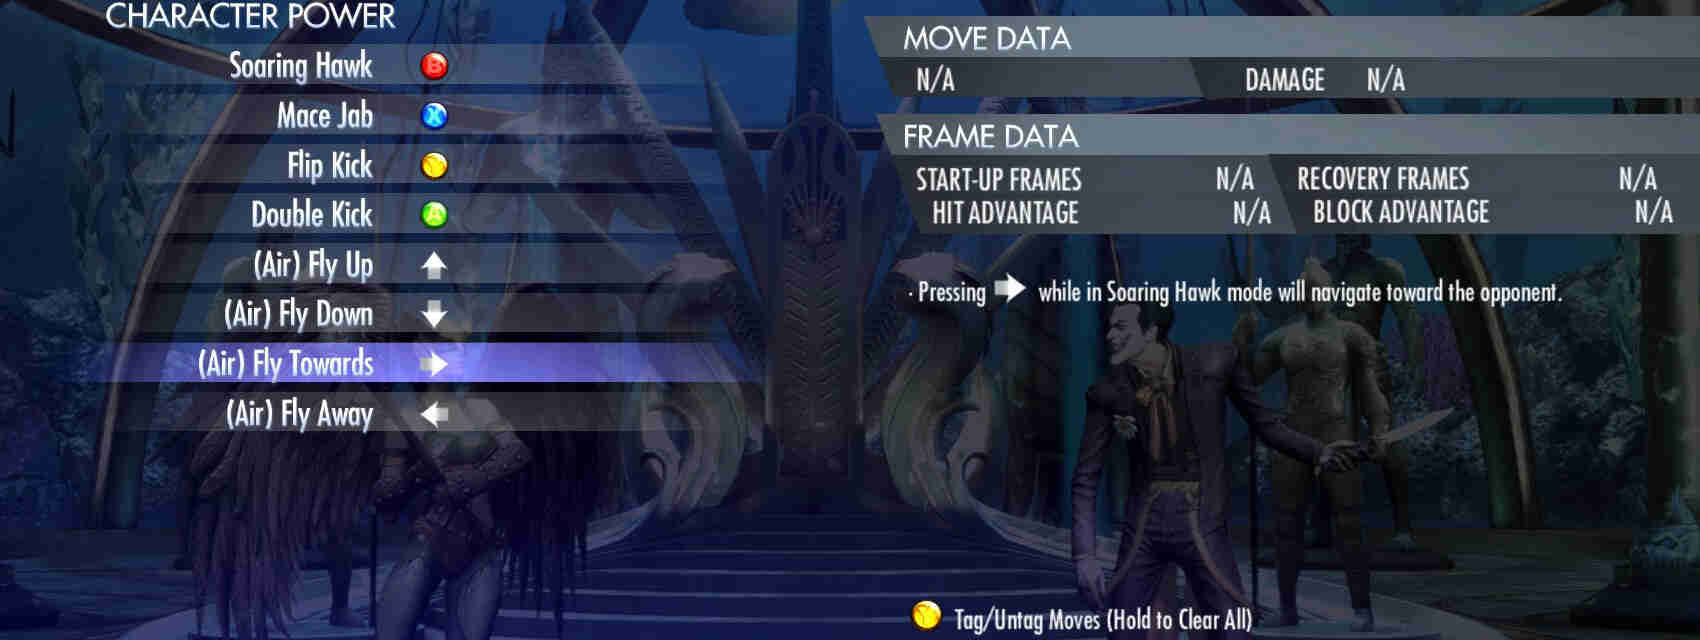 CHARACTER POWER
Soaring Hawk B
Mace Jab X
Flip Kick Y
Double Kick A
(Air) Fly Up
(Air) Fly Down
(Air) Fly Towards
(Air) Fly Away
MOVE DATA
N/A DAMAGE N/A
FRAME DATA
START-UP FRAMES N/A RECOVERY FRAMES N/A
HIT ADVANTAGE N/A BLOCK ADVANTAGE N/A
· Pressing while in Soaring Hawk mode will navigate toward the opponent.
Y Tag/Untag Moves (Hold to Clear All)